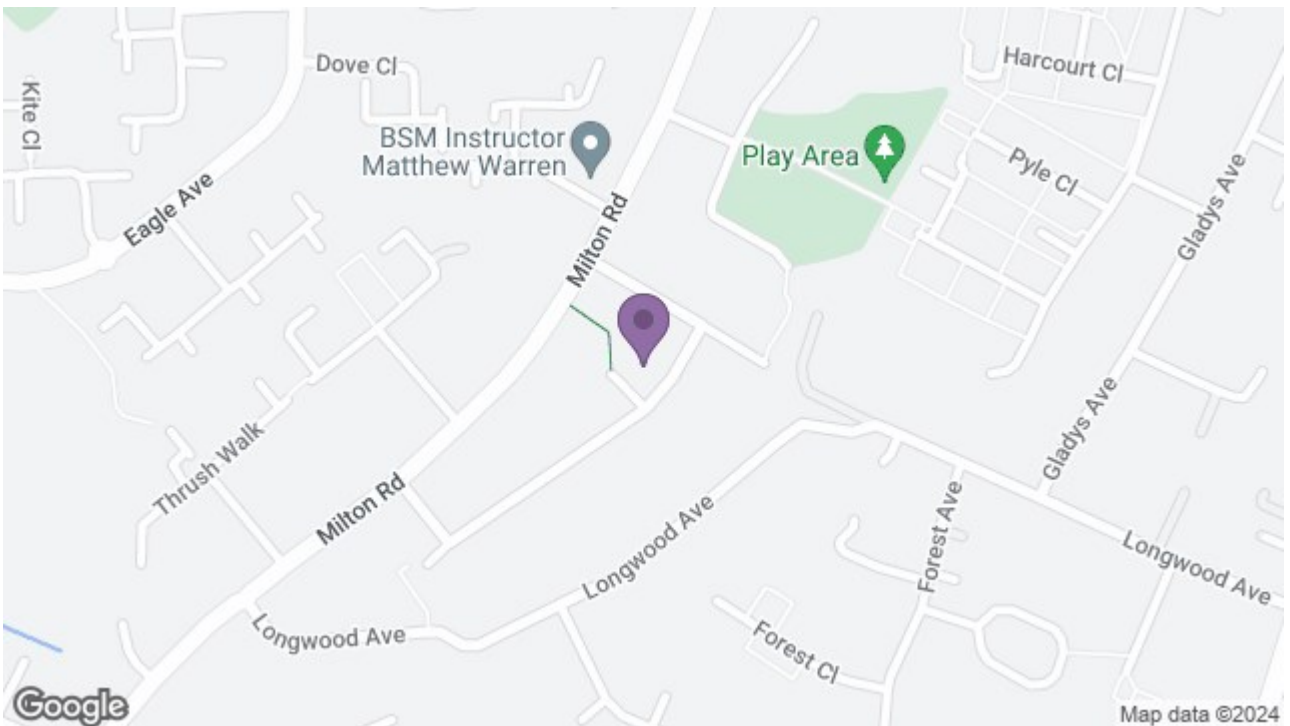 Dove Cl
Harcourt Cl
Kite Cl
BSM Instructor
Matthew Warren
Play Area
Pyle Cl
Eagle Ave
Gladys Ave
Milton Rd
Thrush Walk
Gladys Ave
Milton Rd
Longwood Ave
Forest Ave
Longwood Ave
Longwood Ave
Forest Cl
Google
Map data ©2024